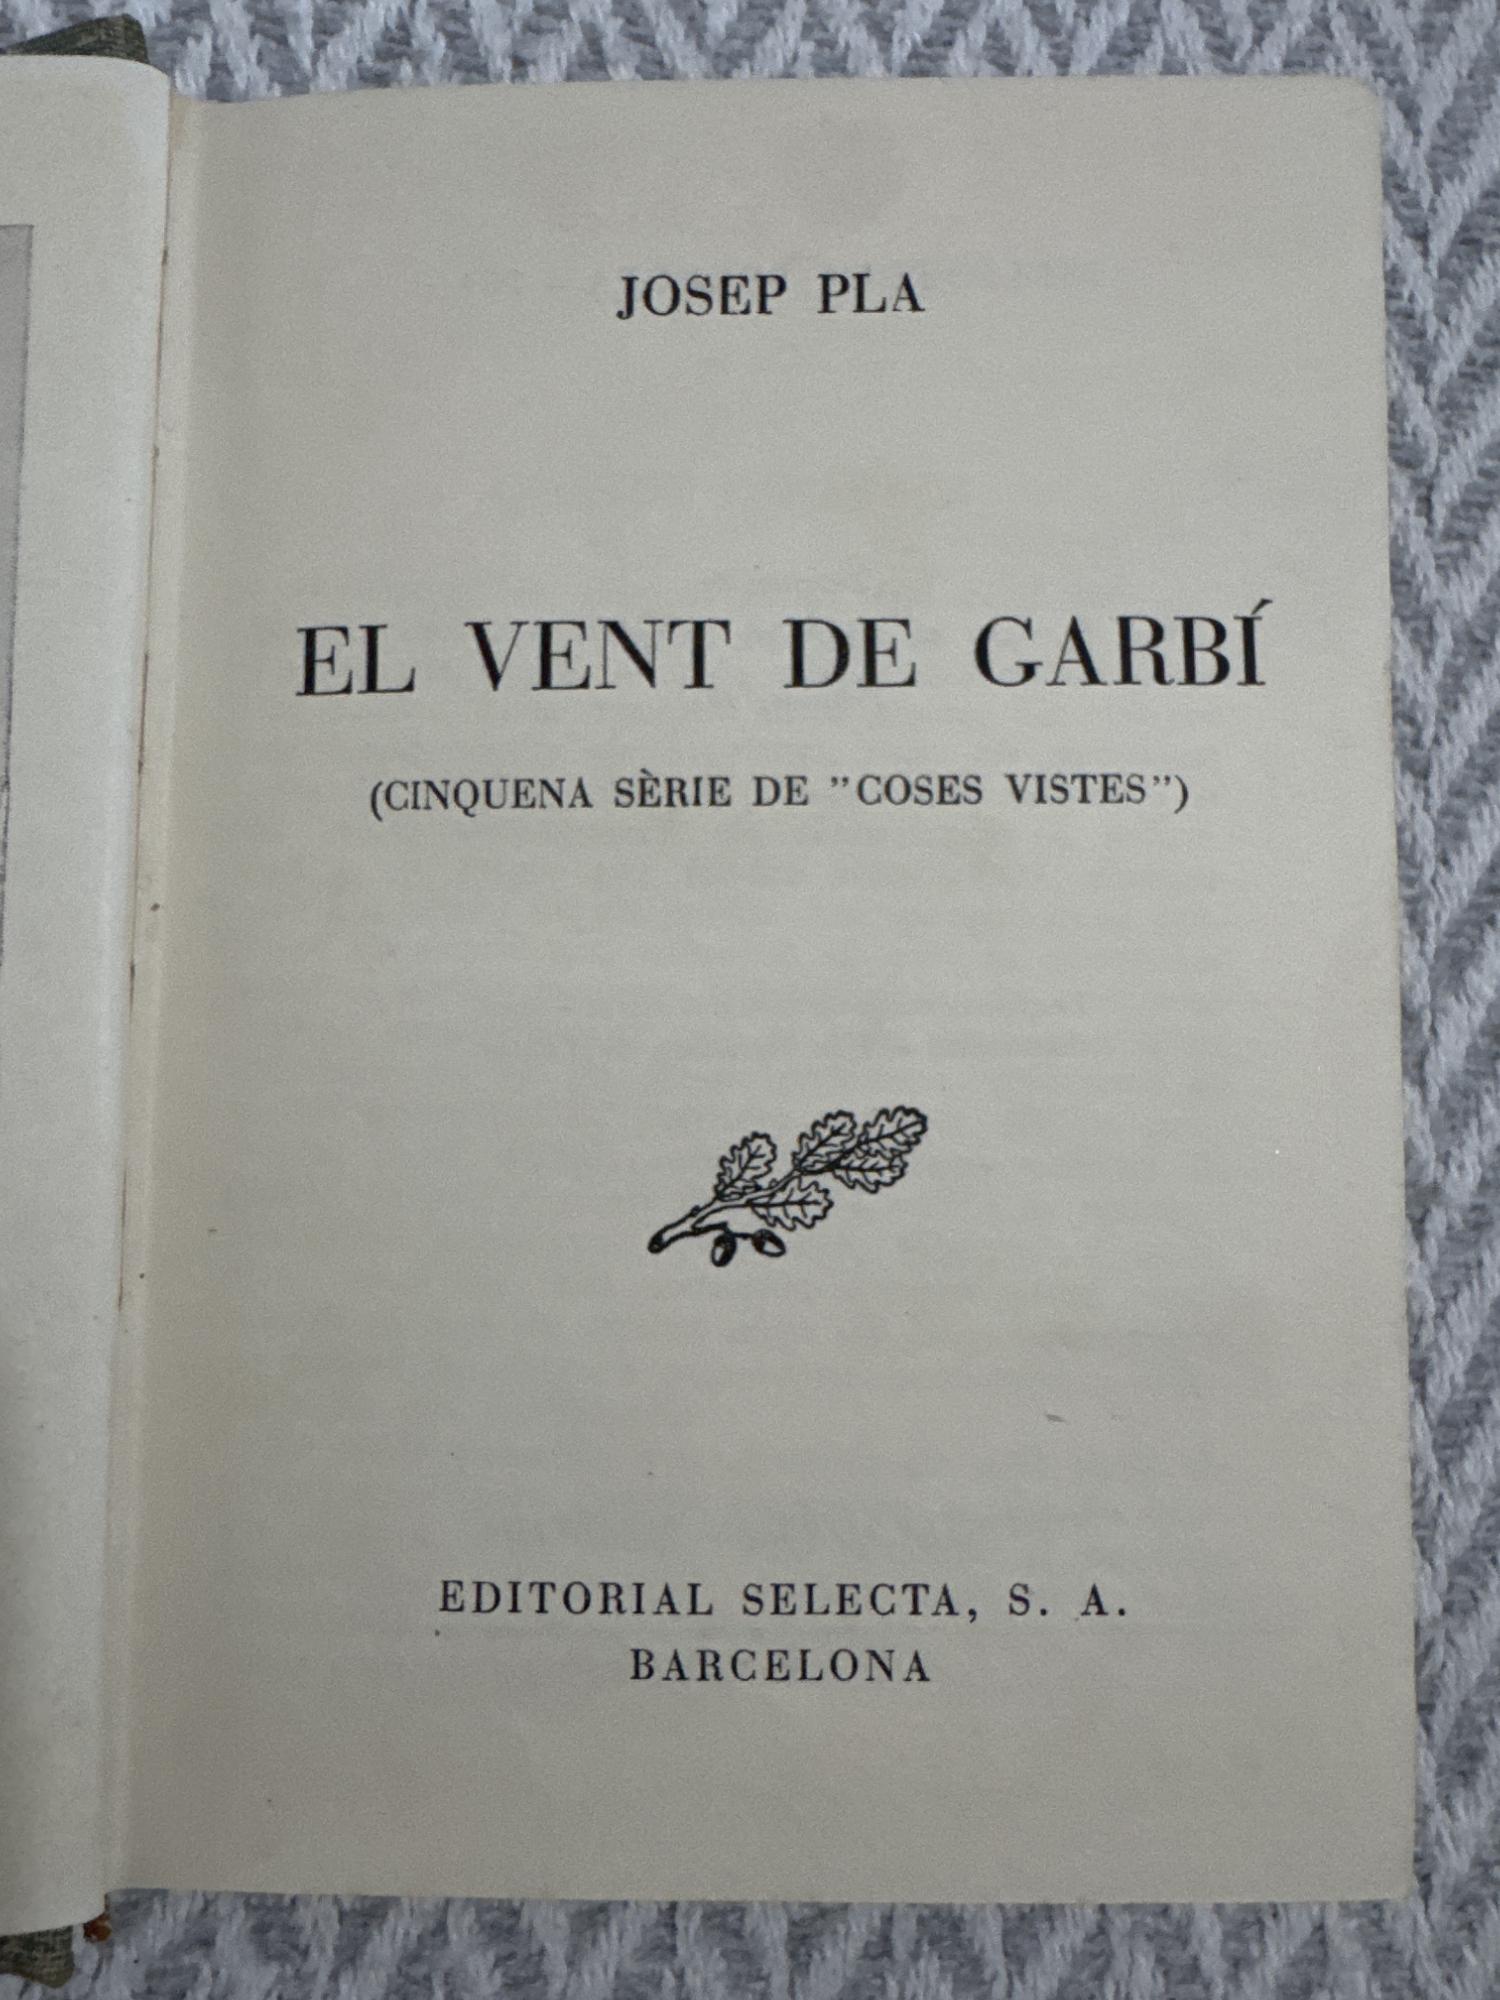 JOSEP PLA
EL VENT DE GARBÍ
(CINQUENA SÈRIE DE ”COSES VISTES”)
EDITORIAL SELECTA, S. A.
BARCELONA